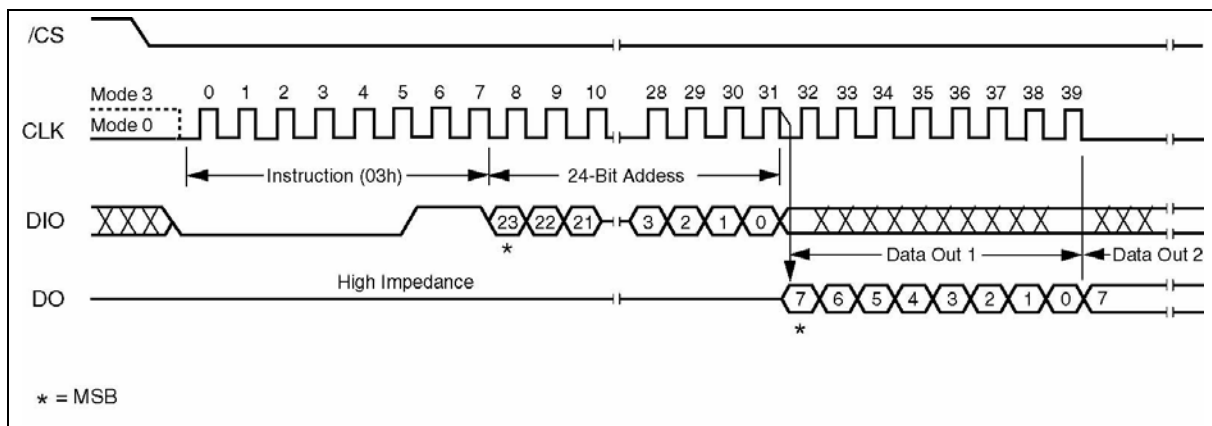 /CS
0 1 2 3 4 5 6 7 8 9 10 28 29 30 31 32 33 34 35 36 37 38 39
Mode 3
Mode 0
CLK
Instruction (03h)
24-Bit Addess
DIO
23 22 21 3 2 1 0
*
Data Out 1
Data Out 2
High Impedance
DO
7 6 5 4 3 2 1 0 7
*
* = MSB